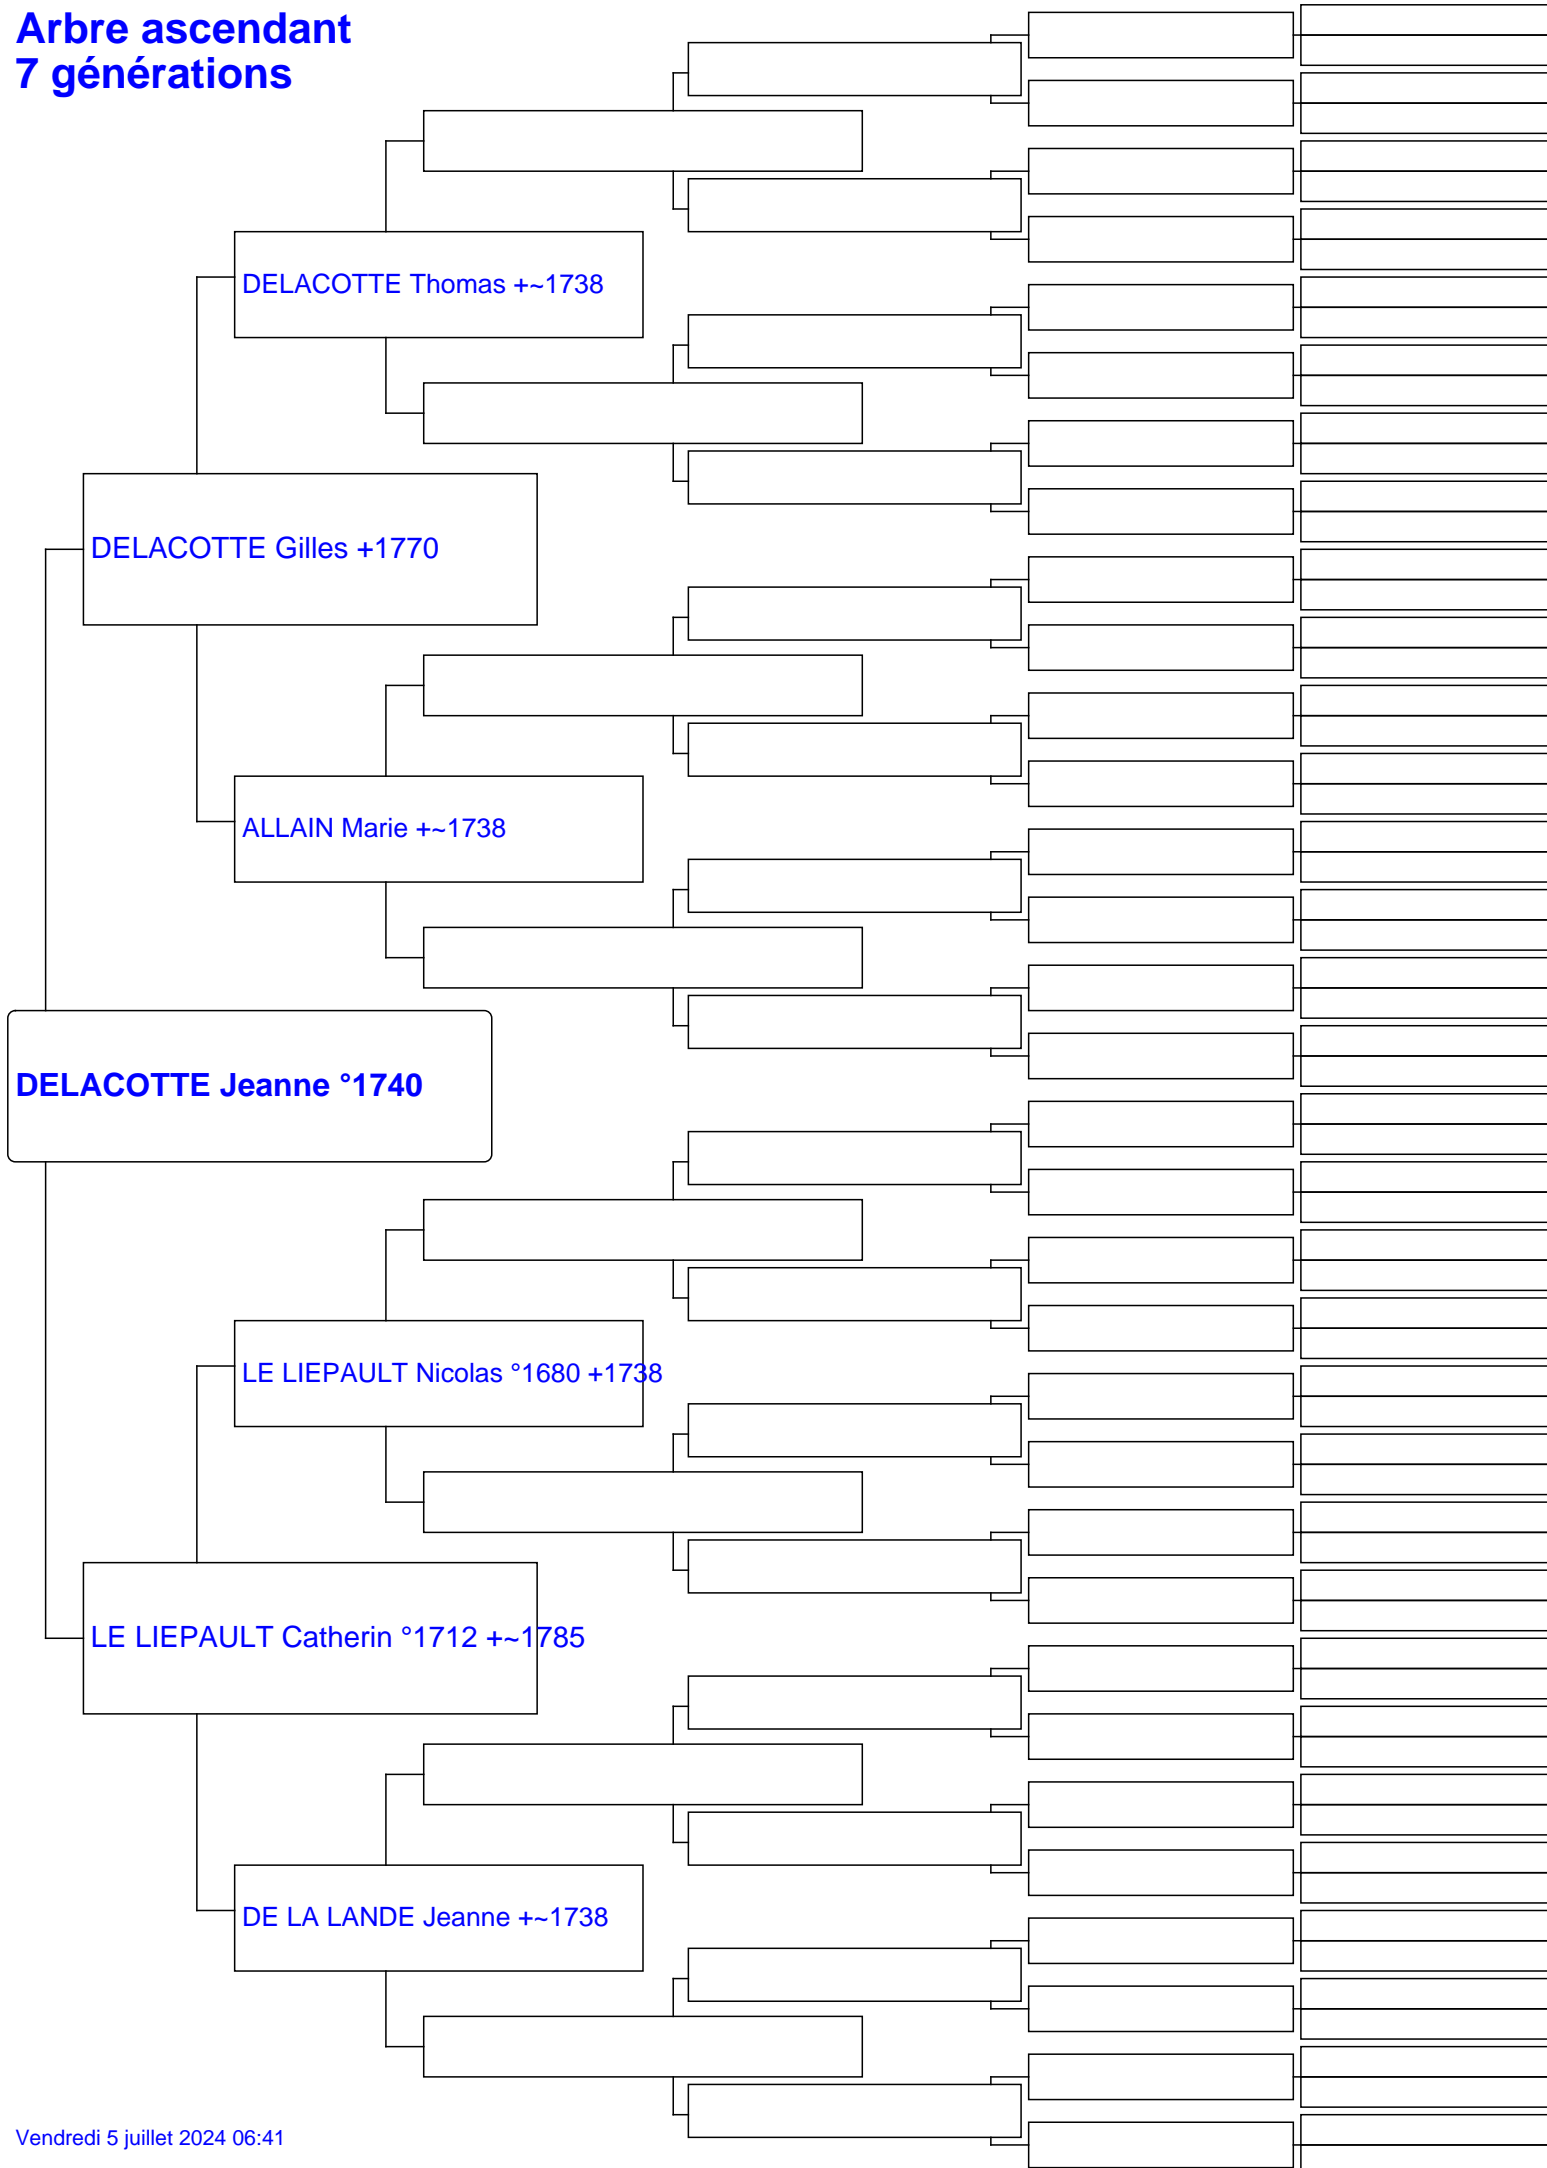 Arbre ascendant
7 générations
DELACOTTE Thomas +~1738
DELACOTTE Gilles +1770
ALLAIN Marie +~1738
DELACOTTE Jeanne °1740
LE LIEPAULT Nicolas °1680 +1738
LE LIEPAULT Catherin °1712 +~1785
DE LA LANDE Jeanne +~1738
Vendredi 5 juillet 2024 06:41